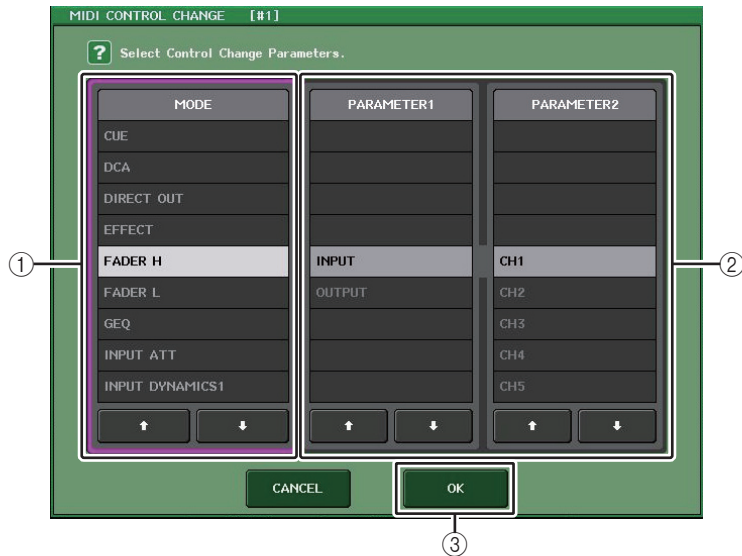 MIDI CONTROL CHANGE [#1]
? Select Control Change Parameters.
MODE PARAMETER1 PARAMETER2
CUE
DCA
DIRECT OUT
EFFECT
① FADER H INPUT CH1 ②
FADER L OUTPUT CH2
GEQ CH3
INPUT ATT CH4
INPUT DYNAMICS1 CH5
CANCEL OK
③